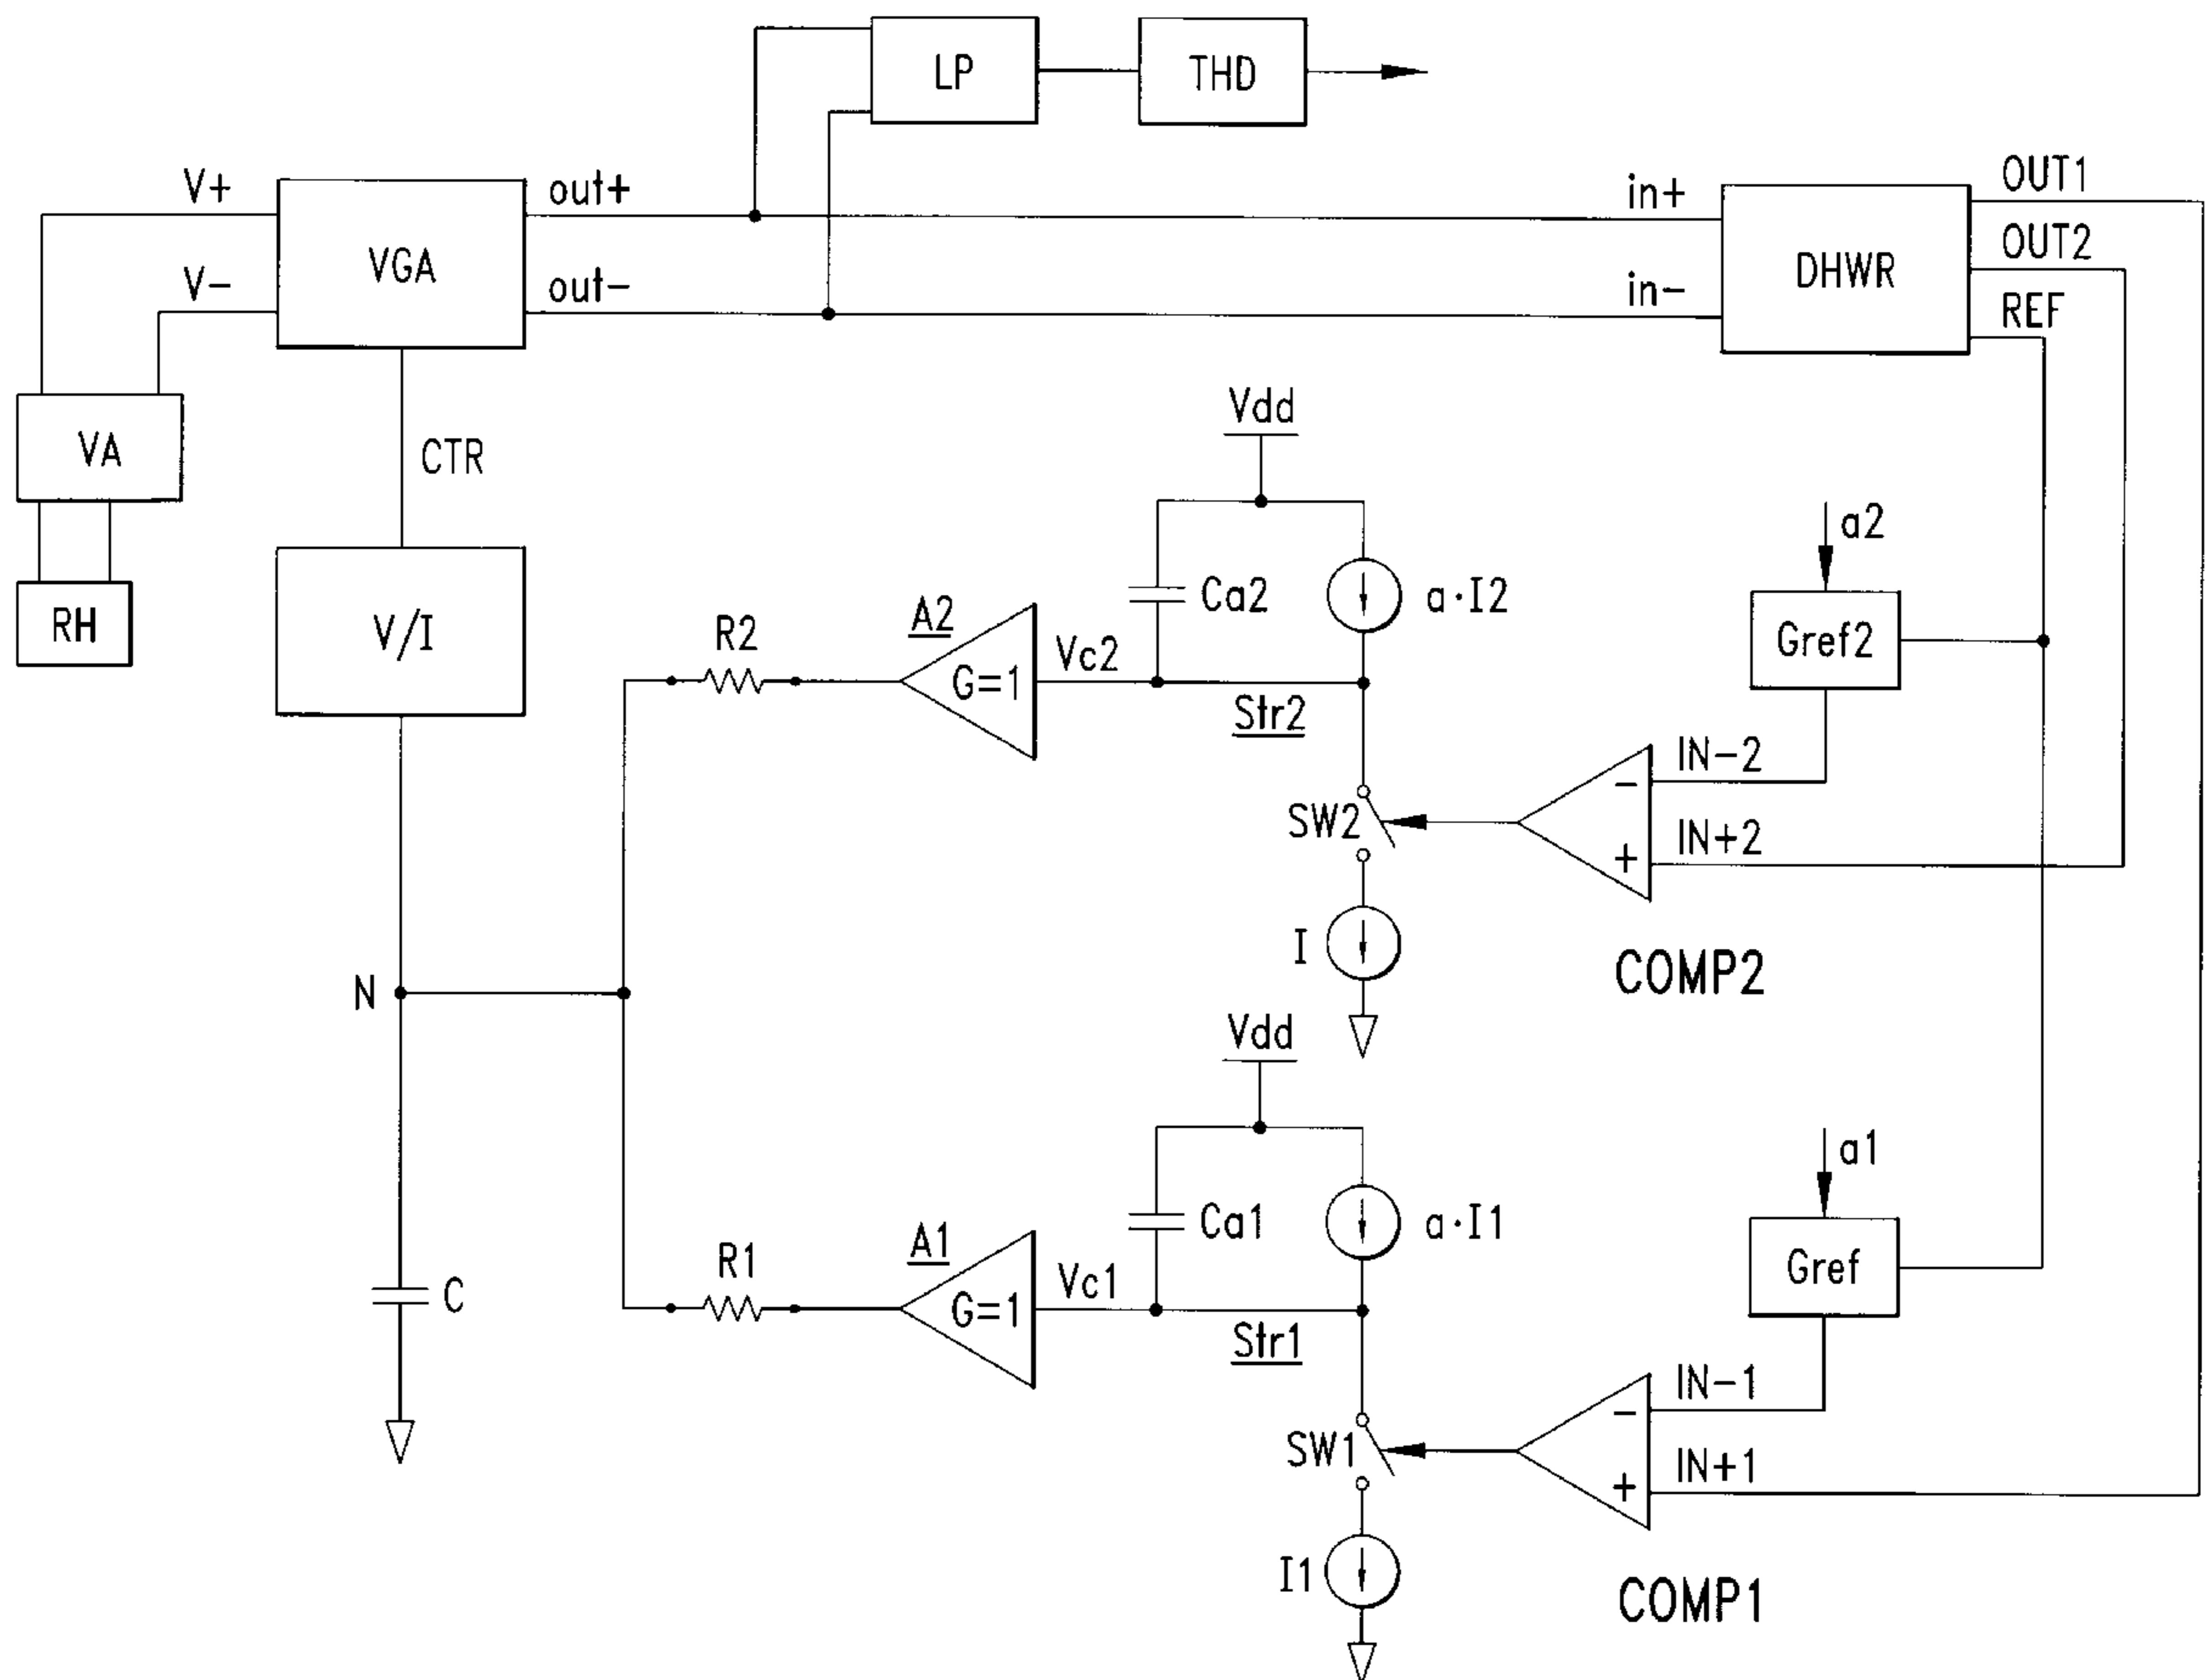 LP
THD
V+
out+
in+
OUT1
VGA
DHWR
OUT2
V-
out-
in-
REF
VA
CTR
Vdd
a2
Ca2
a·I2
RH
V/I
R2
A2
G=1
Vc2
Str2
Gref2
IN-2
-
SW2
IN+2
+
I
COMP2
N
Vdd
a1
Ca1
a·I1
R1
A1
G=1
Vc1
Str1
Gref
C
IN-1
-
SW1
IN+1
+
I1
COMP1